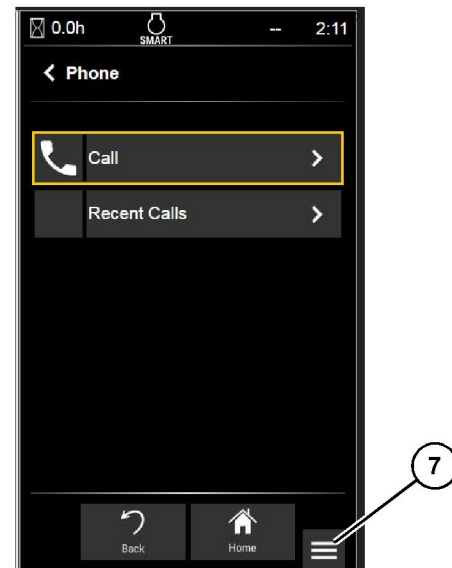 0.0h SMART -- 2:11
Phone
Call
Recent Calls
7
Back Home